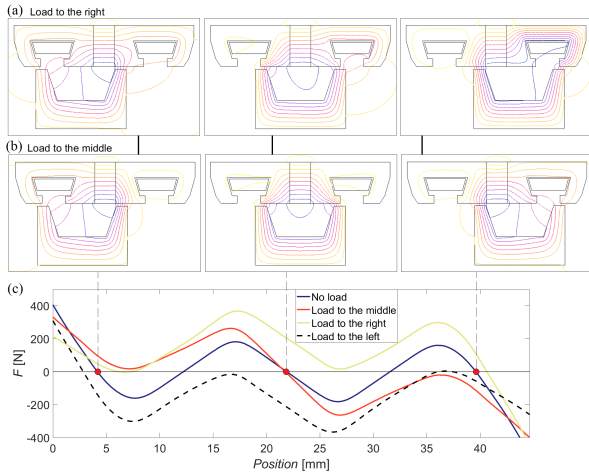 (a) Load to the right
(b) Load to the middle
(c)
No load
Load to the middle
Load to the right
Load to the left
400
200
0
-200
-400
F [N]
0 5 10 15 20 25 30 35 40
Position [mm]